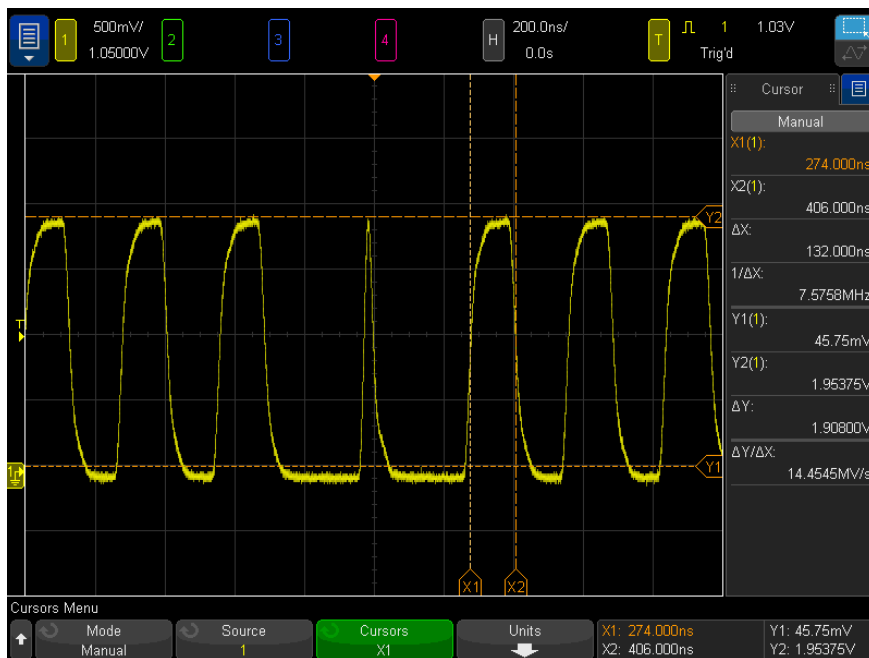 500mV/ 200.0ns/ 1 1.03V
1 2 3 4 H T
1.05000V 0.0s Trig'd
Cursor
Manual
X1(1):
274.000ns
X2(1):
406.000ns
ΔX:
132.000ns
1/ΔX:
7.5758MHz
Y1(1):
45.75mV
Y2(1):
1.95375V
ΔY:
1.90800V
ΔY/ΔX:
14.4545MV/s
Y2
T
1
Y1
X1 X2
Cursors Menu
Mode Source Cursors Units X1: 274.000ns Y1: 45.75mV
Manual 1 X1 X2: 406.000ns Y2: 1.95375V